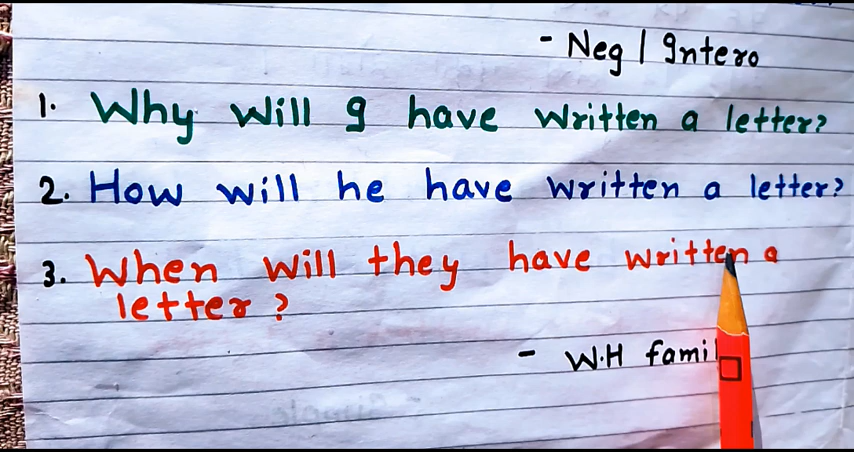 - Neg | Intero
1. Why will I have written a letter?
2. How will he have written a letter?
3. When will they have written a
letter?
- W.H famil